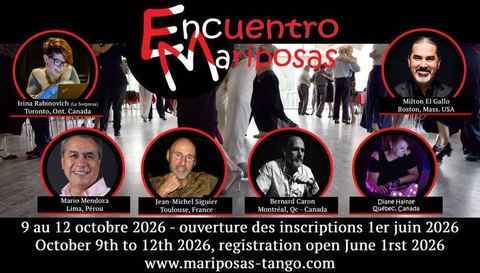 Encuentro
Mariposas
Irina Rabinovich (La Sorpresa)
Toronto, Ont. Canada
Milton El Gallo
Boston, Mass. USA
Mario Mendoza
Lima, Pérou
Jean-Michel Siguier
Toulouse, France
Bernard Caron
Montréal, Qc - Canada
Diane Hainse
Québec, Canada
9 au 12 octobre 2026 - ouverture des inscriptions 1er juin 2026
October 9th to 12th 2026, registration open June 1rst 2026
www.mariposas-tango.com